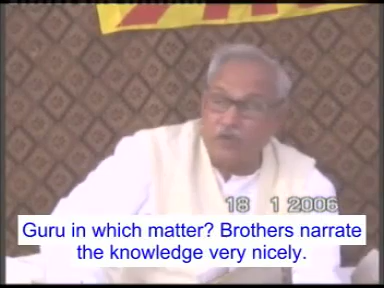 18 1 2006
Guru in which matter? Brothers narrate
the knowledge very nicely.